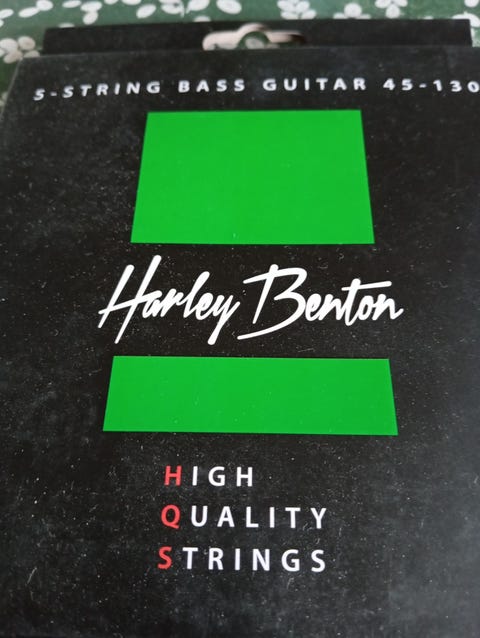 5-STRING BASS GUITAR 45-130
Harley Benton
HIGH
QUALITY
STRINGS